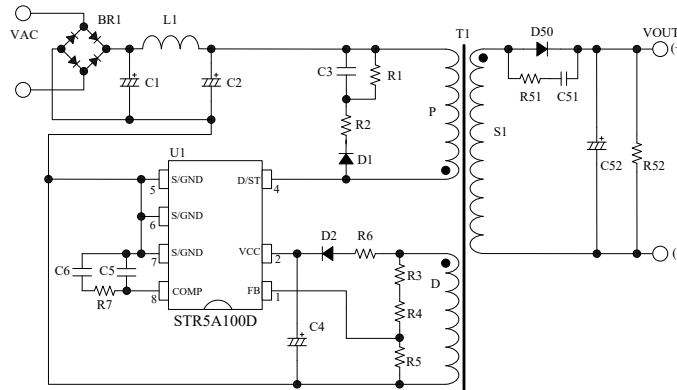 BR1
L1
T1
D50
VOUT
VAC
(+
C1
C2
C3
R1
R51
C51
R2
P
S1
D1
C52
R52
U1
S/GND
D/ST
5
4
S/GND
6
D2
R6
(
S/GND
VCC
7
2
C6
C5
R3
D
R7
COMP
FB
8
1
R4
STR5A100D
C4
R5